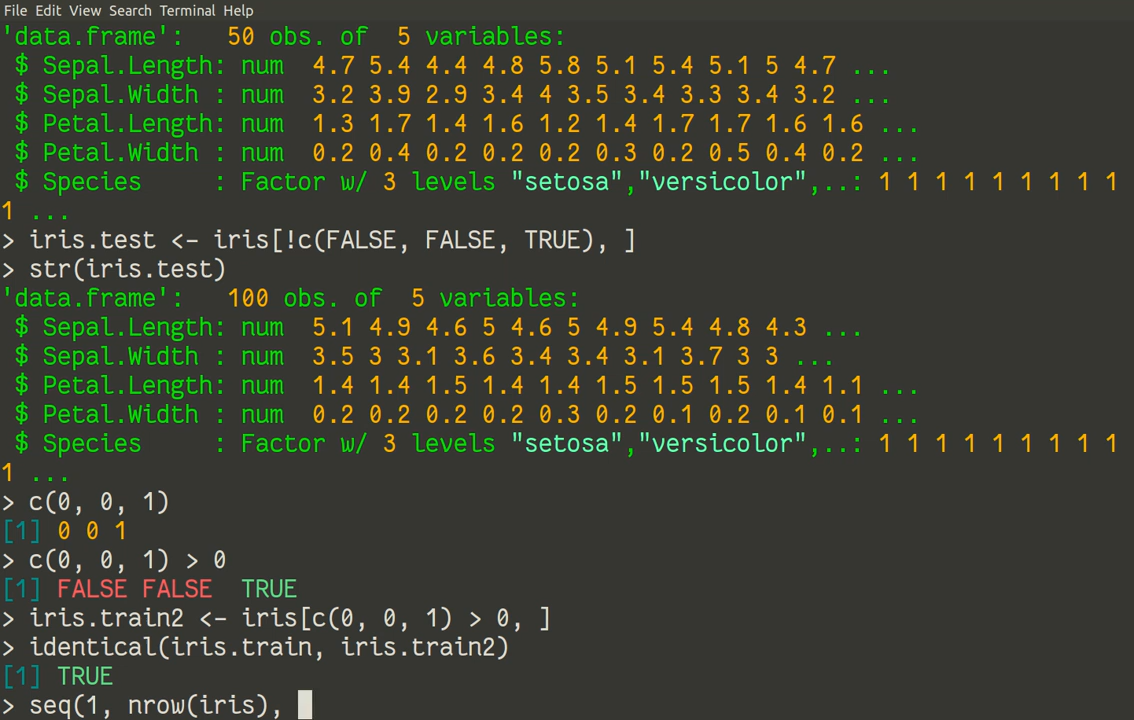 File Edit View Search Terminal Help
'data.frame':   50 obs. of  5 variables:
 $ Sepal.Length: num  4.7 5.4 4.4 4.8 5.8 5.1 5.4 5.1 5 4.7 ...
 $ Sepal.Width : num  3.2 3.9 2.9 3.4 4 3.5 3.4 3.3 3.4 3.2 ...
 $ Petal.Length: num  1.3 1.7 1.4 1.6 1.2 1.4 1.7 1.7 1.6 1.6 ...
 $ Petal.Width : num  0.2 0.4 0.2 0.2 0.2 0.3 0.2 0.5 0.4 0.2 ...
 $ Species     : Factor w/ 3 levels "setosa","versicolor",..: 1 1 1 1 1 1 1 1 1
1 ...
> iris.test <- iris[!c(FALSE, FALSE, TRUE), ]
> str(iris.test)
'data.frame':   100 obs. of  5 variables:
 $ Sepal.Length: num  5.1 4.9 4.6 5 4.6 5 4.9 5.4 4.8 4.3 ...
 $ Sepal.Width : num  3.5 3 3.1 3.6 3.4 3.4 3.1 3.7 3 3 ...
 $ Petal.Length: num  1.4 1.4 1.5 1.4 1.4 1.5 1.5 1.5 1.4 1.1 ...
 $ Petal.Width : num  0.2 0.2 0.2 0.2 0.3 0.2 0.1 0.2 0.1 0.1 ...
 $ Species     : Factor w/ 3 levels "setosa","versicolor",..: 1 1 1 1 1 1 1 1 1
1 ...
> c(0, 0, 1)
[1] 0 0 1
> c(0, 0, 1) > 0
[1] FALSE FALSE  TRUE
> iris.train2 <- iris[c(0, 0, 1) > 0, ]
> identical(iris.train, iris.train2)
[1] TRUE
> seq(1, nrow(iris),